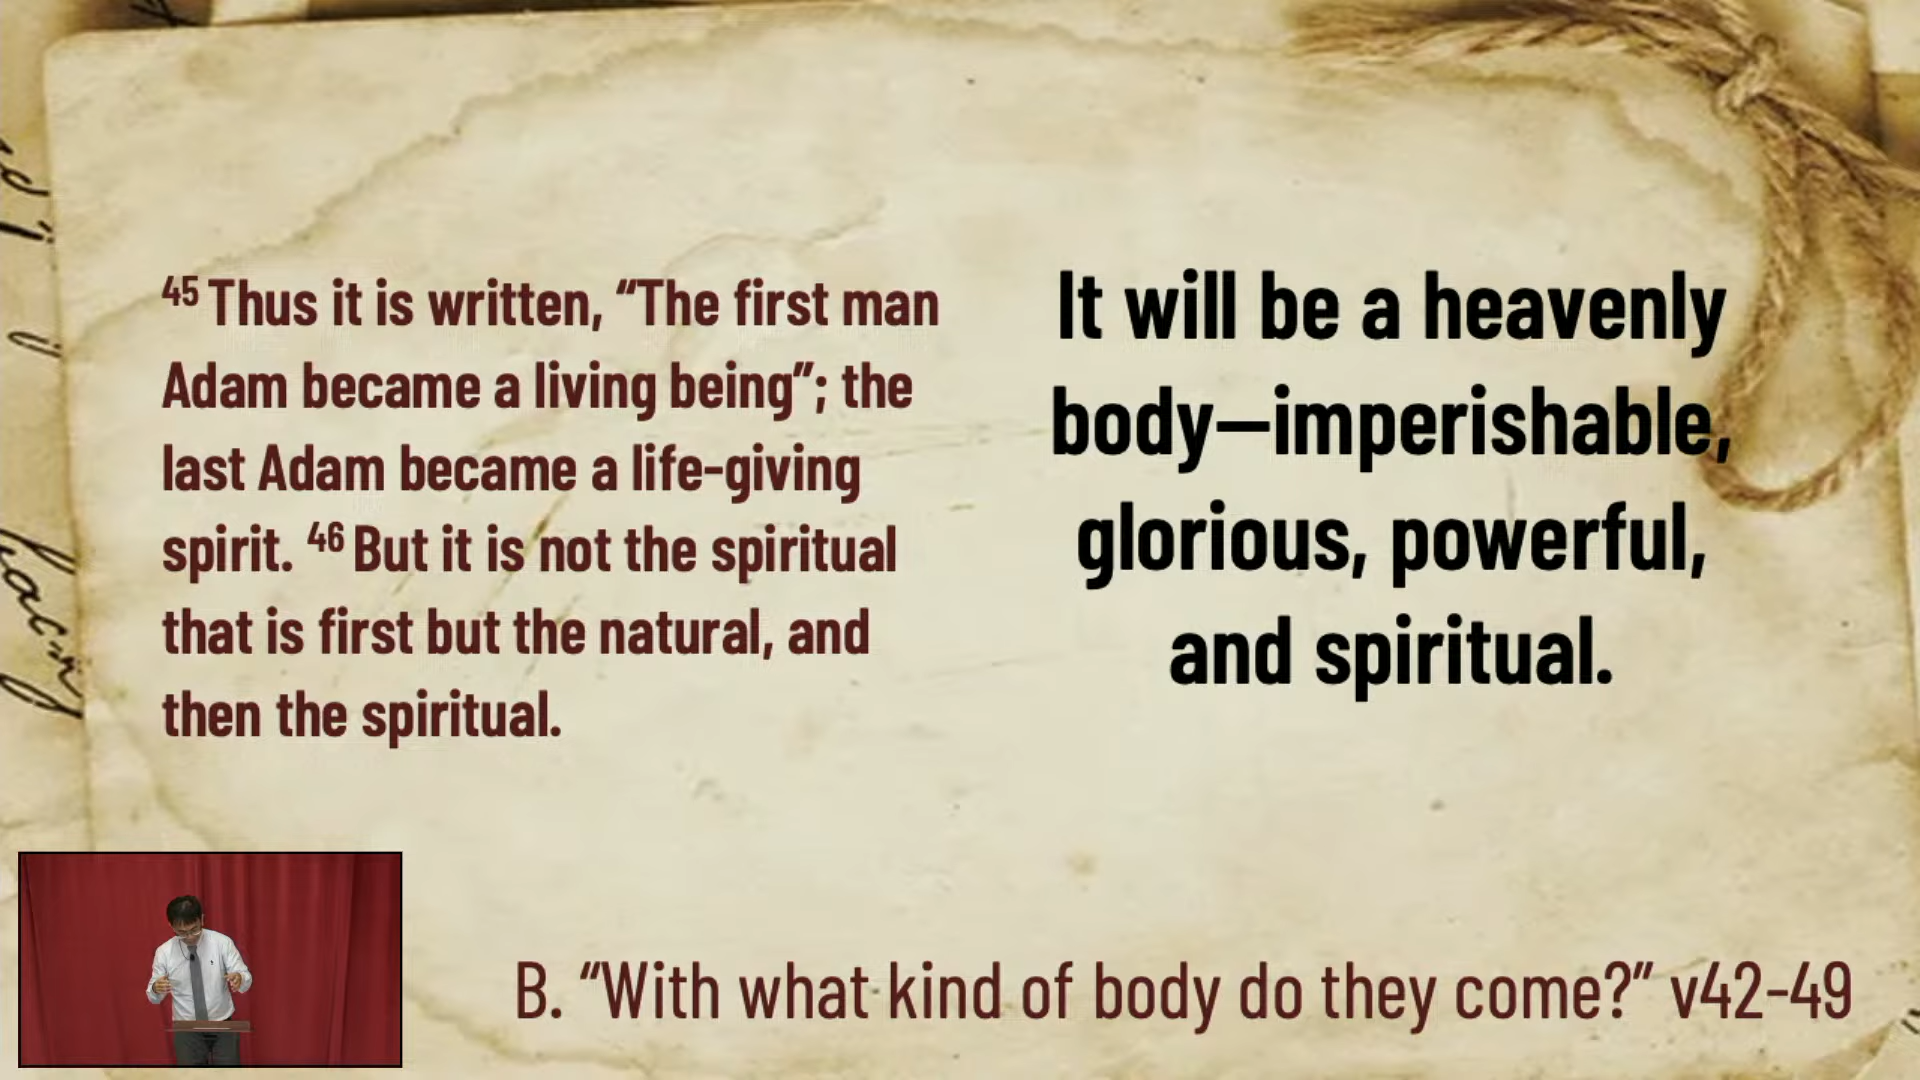 ⁴⁵ Thus it is written, “The first man
Adam became a living being”; the
last Adam became a life-giving
spirit. ⁴⁶ But it is not the spiritual
that is first but the natural, and
then the spiritual.
It will be a heavenly
body—imperishable,
glorious, powerful,
and spiritual.
B. “With what kind of body do they come?” v42-49